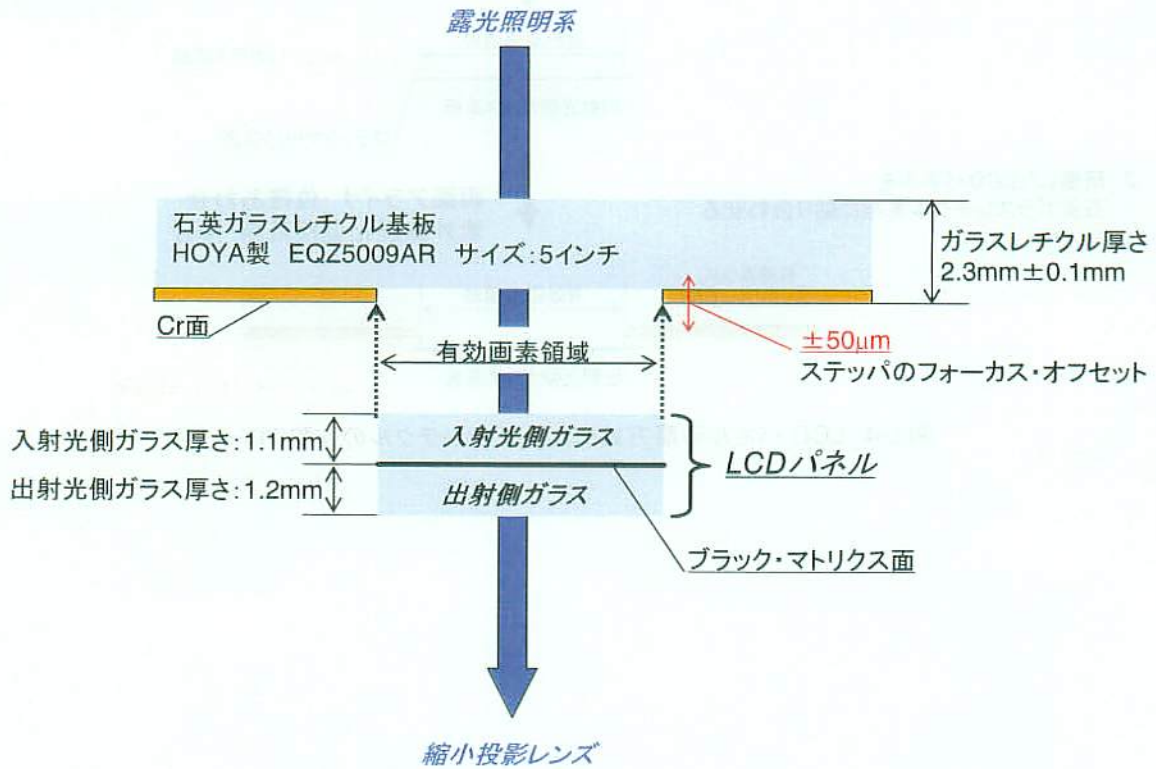 露光照明系
石英ガラスレチクル基板
HOYA製 EQZ5009AR サイズ:5インチ
ガラスレチクル厚さ
2.3mm±0.1mm
Cr面
有効画素領域
±50μm
ステッパのフォーカス・オフセット
入射光側ガラス厚さ:1.1mm
入射光側ガラス
LCDパネル
出射光側ガラス厚さ:1.2mm
出射側ガラス
ブラック・マトリクス面
縮小投影レンズ